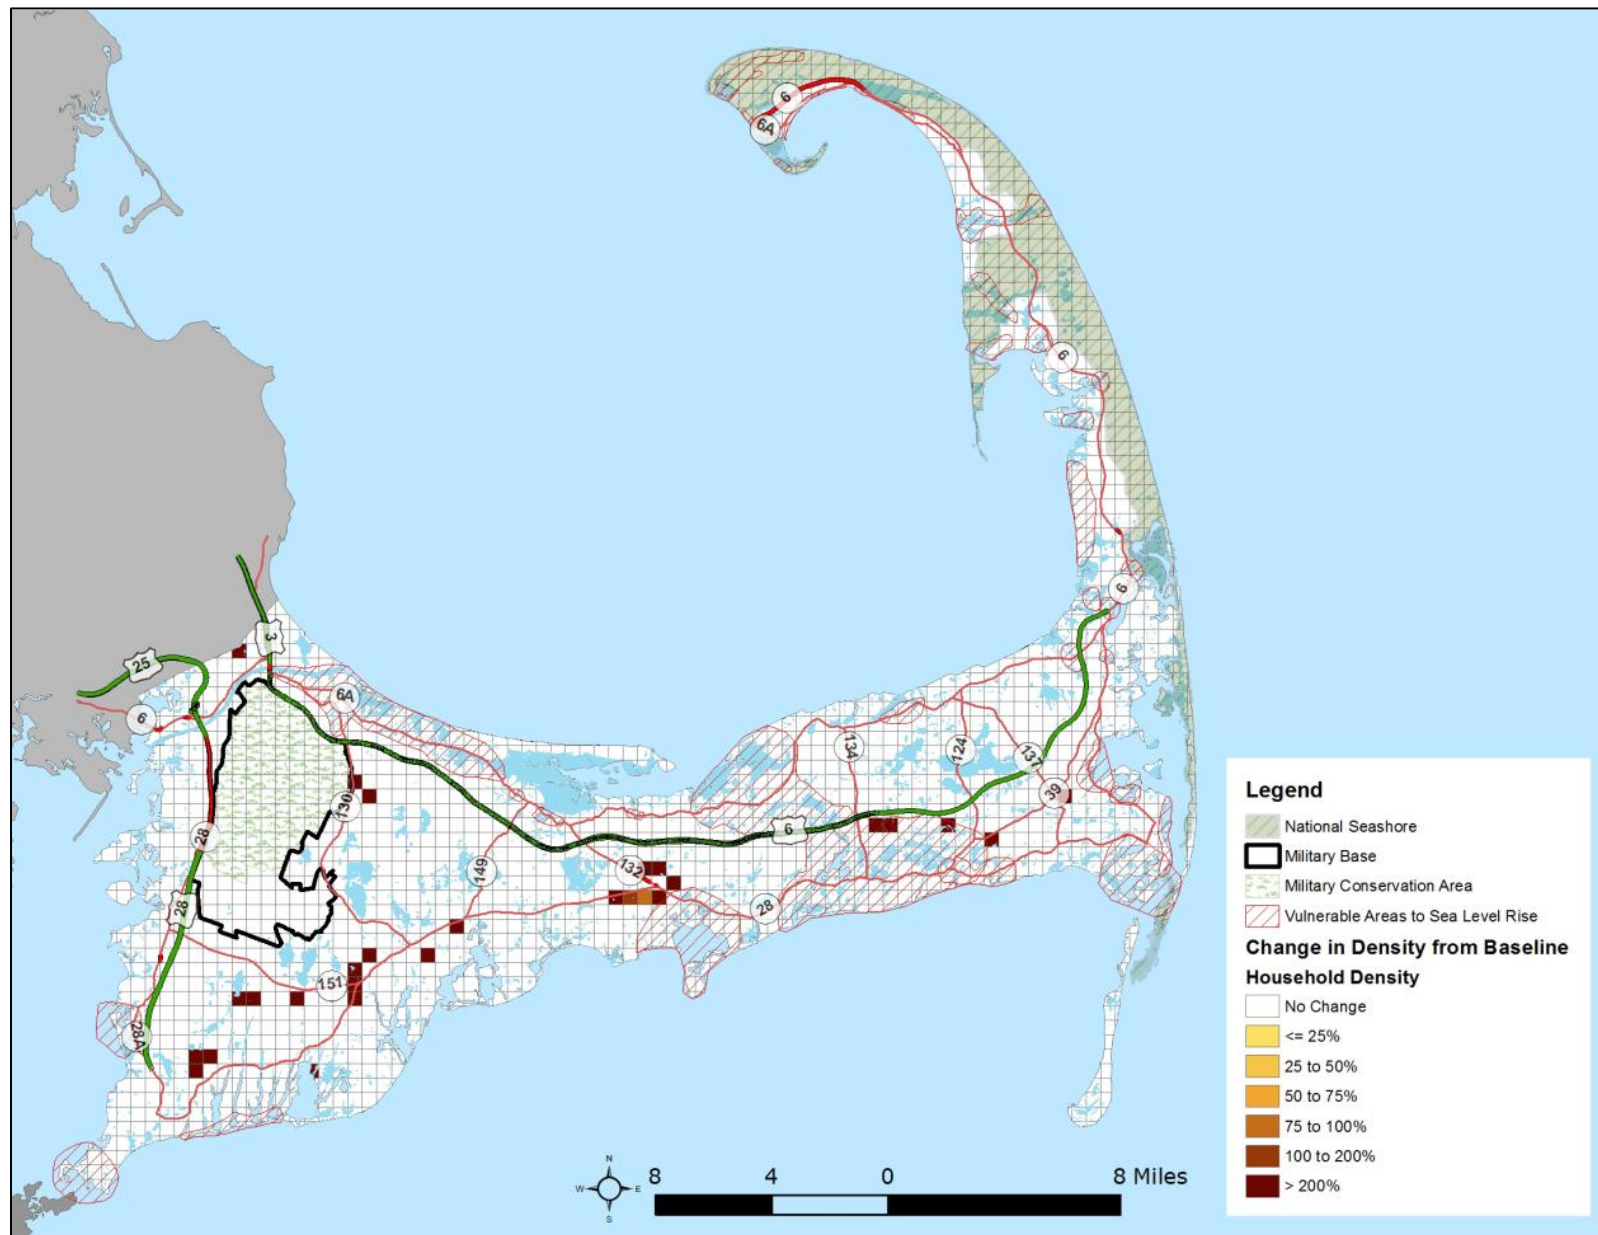 6
6A
6
6
3
25
6
6A
134
124
137
39
130
28
6
149
132
28
28
151
28A
N
W
E
S
8
4
0
8 Miles
Legend
National Seashore
Military Base
Military Conservation Area
Vulnerable Areas to Sea Level Rise
Change in Density from Baseline
Household Density
No Change
<= 25%
25 to 50%
50 to 75%
75 to 100%
100 to 200%
> 200%